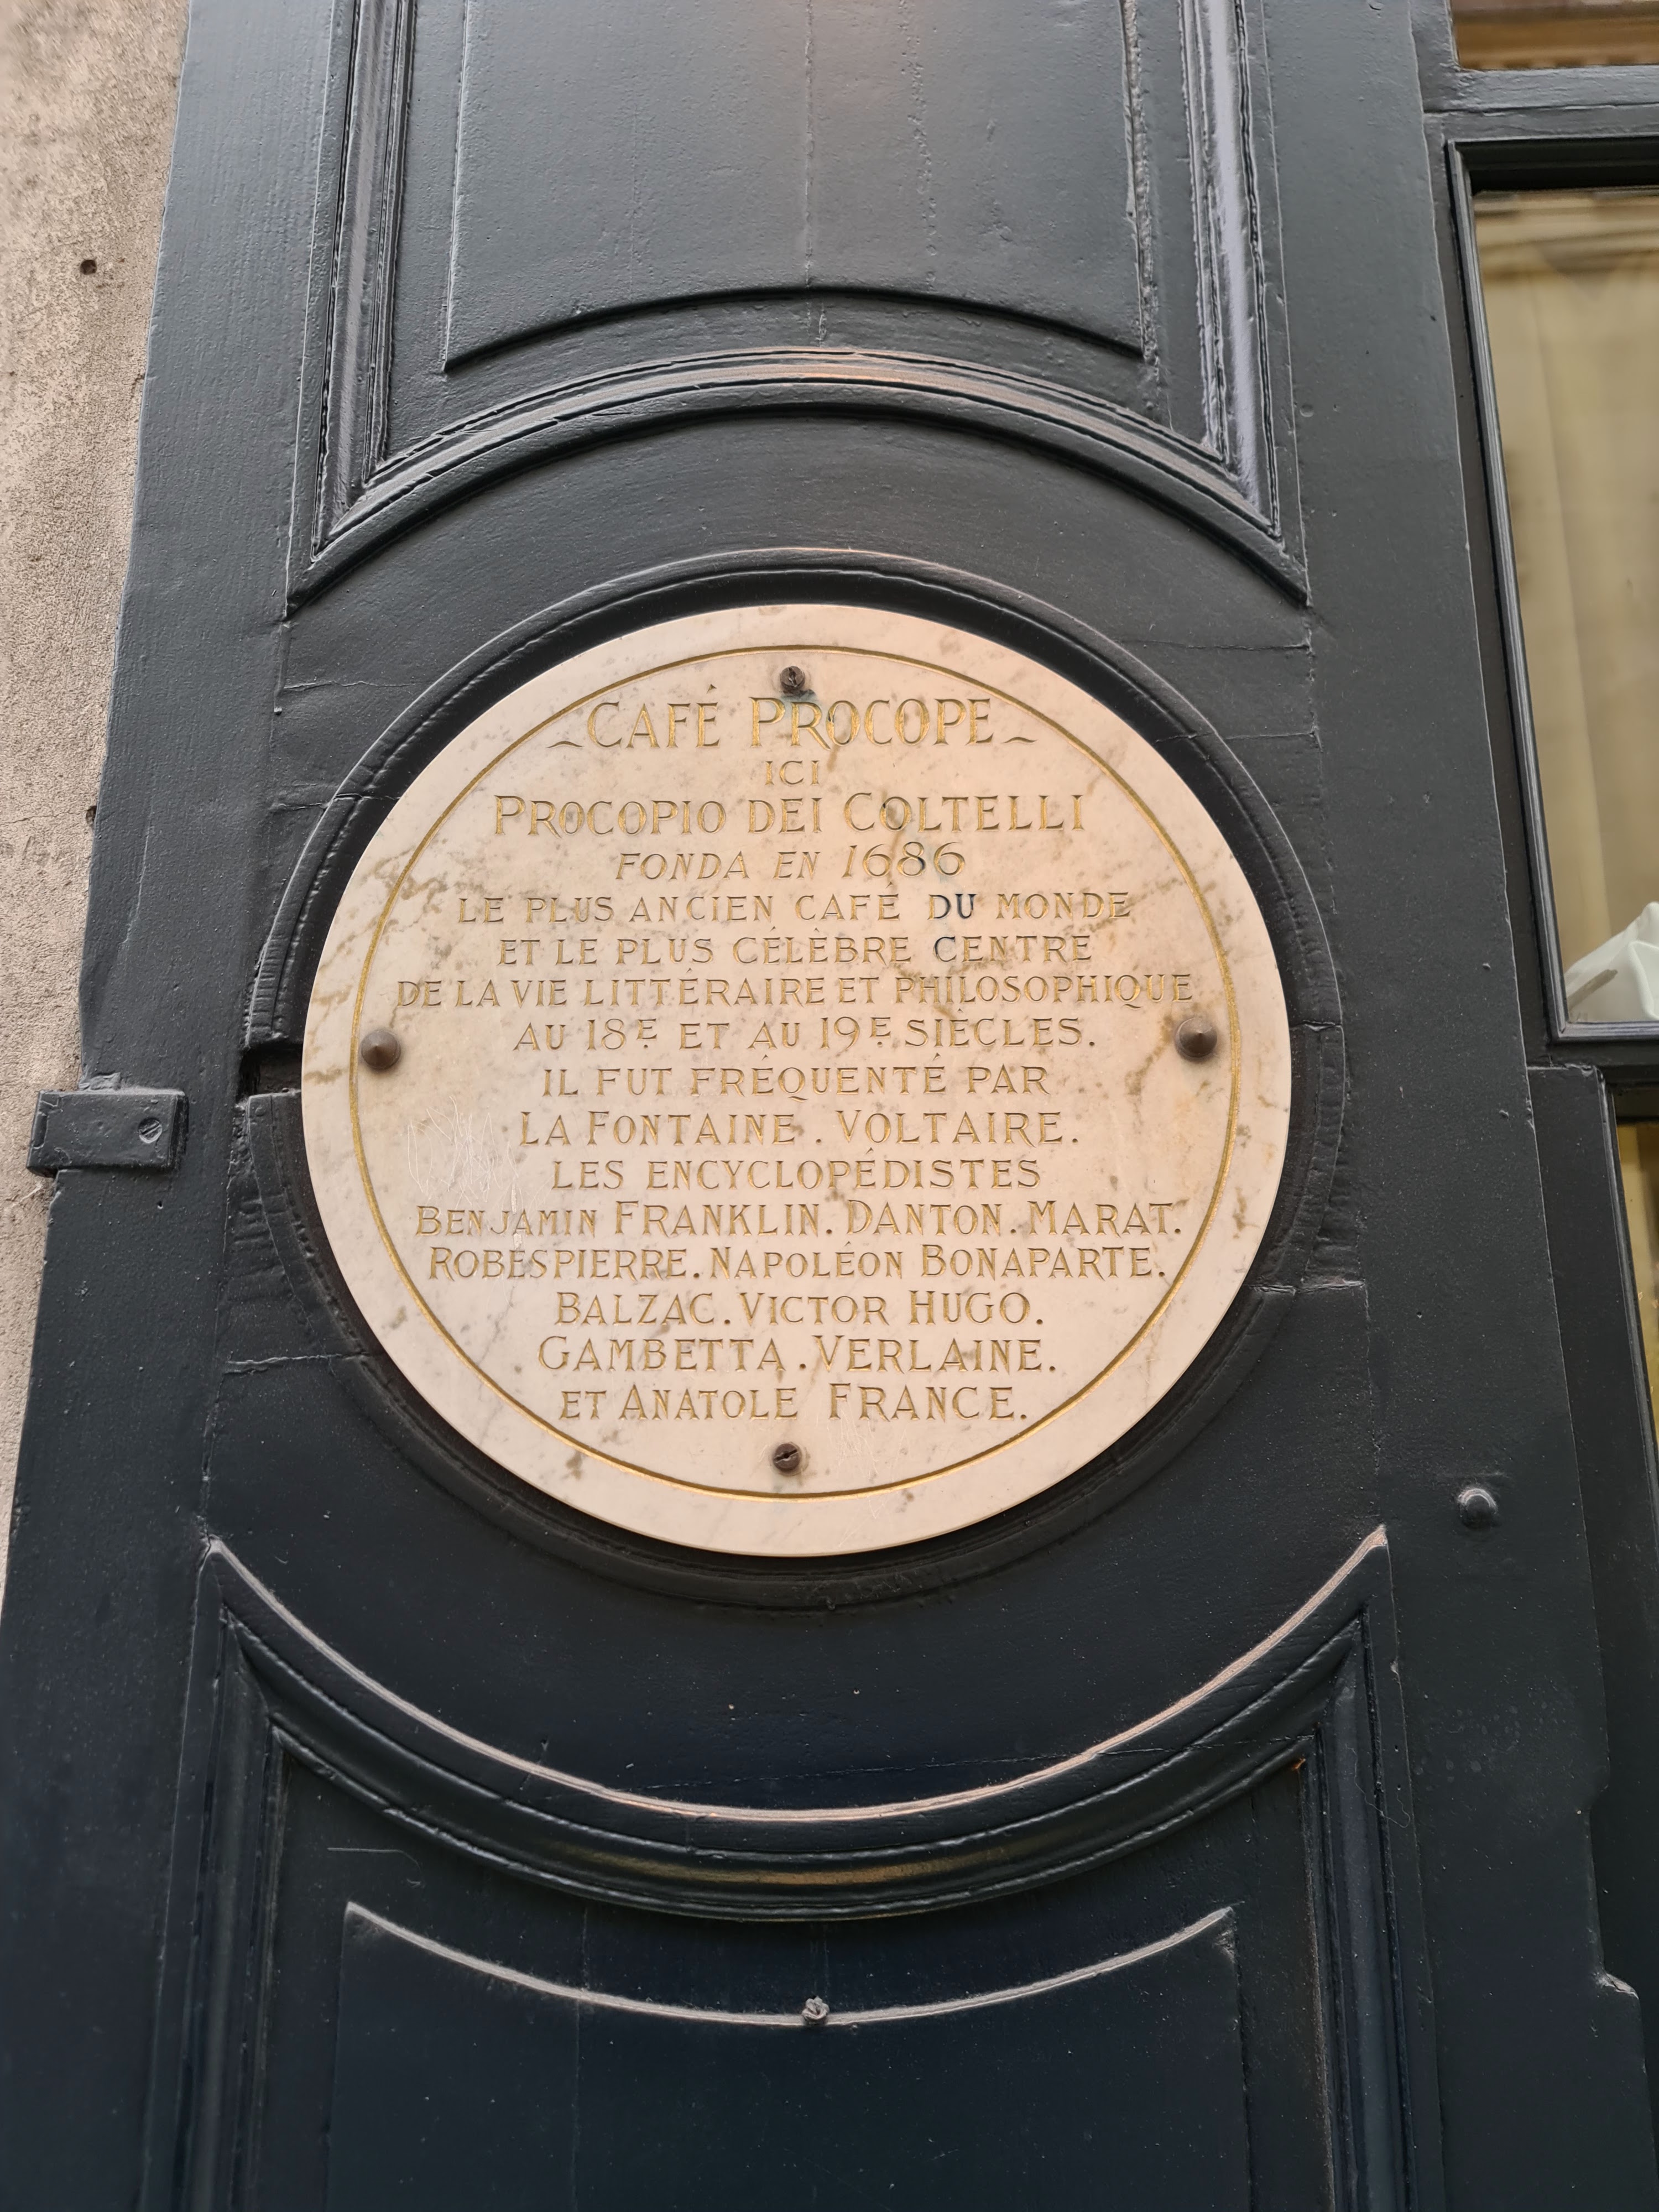 ~CAFÉ PROCOPE~
ICI
PROCOPIO DEI COLTELLI
FONDA EN 1686
LE PLUS ANCIEN CAFÉ DU MONDE
ET LE PLUS CÉLÈBRE CENTRE
DE LA VIE LITTÉRAIRE ET PHILOSOPHIQUE
AU 18E ET AU 19E SIÈCLES.
IL FUT FRÉQUENTÉ PAR
LA FONTAINE . VOLTAIRE.
LES ENCYCLOPÉDISTES
BENJAMIN FRANKLIN. DANTON. MARAT.
ROBESPIERRE. NAPOLÉON BONAPARTE.
BALZAC. VICTOR HUGO.
GAMBETTA. VERLAINE.
ET ANATOLE FRANCE.